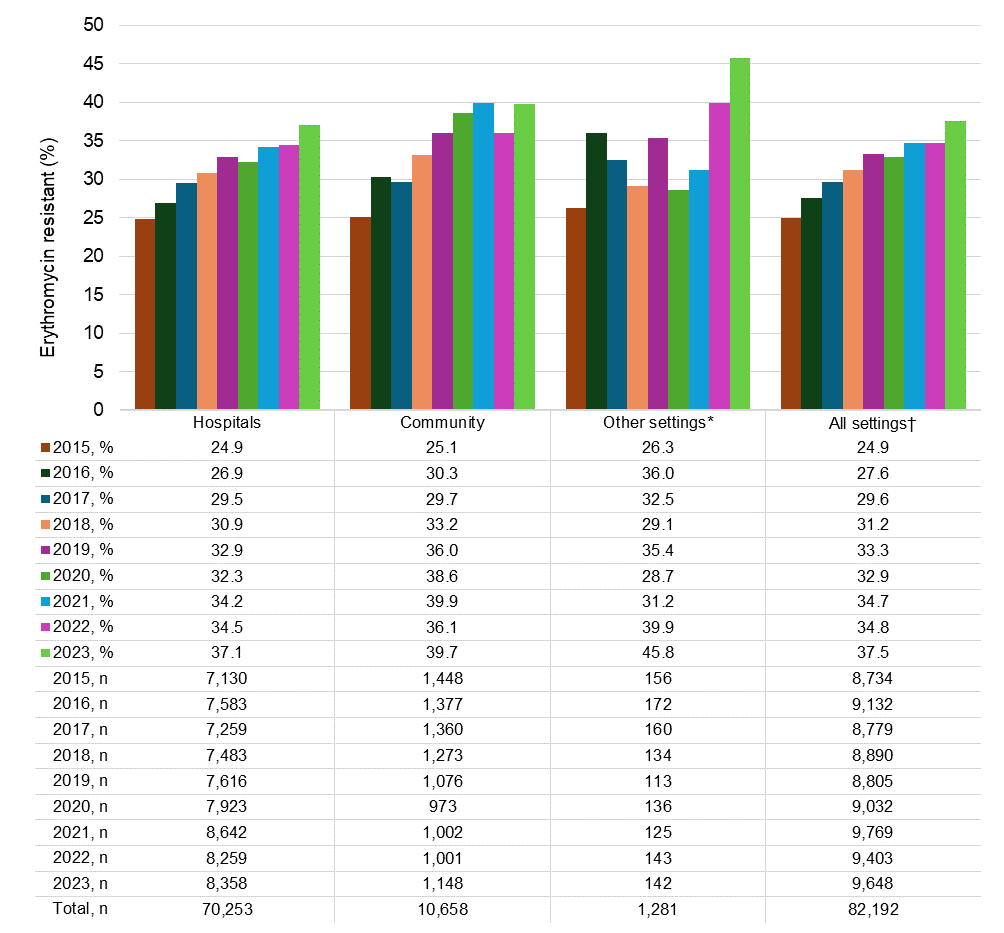 50
45
40
35
30
25
20
15
10
5
0
Erythromycin resistant (%)
Hospitals Community Other settings* All settings†
2015, % 24.9 25.1 26.3 24.9
2016, % 26.9 30.3 36.0 27.6
2017, % 29.5 29.7 32.5 29.6
2018, % 30.9 33.2 29.1 31.2
2019, % 32.9 36.0 35.4 33.3
2020, % 32.3 38.6 28.7 32.9
2021, % 34.2 39.9 31.2 34.7
2022, % 34.5 36.1 39.9 34.8
2023, % 37.1 39.7 45.8 37.5
2015, n 7,130 1,448 156 8,734
2016, n 7,583 1,377 172 9,132
2017, n 7,259 1,360 160 8,779
2018, n 7,483 1,273 134 8,890
2019, n 7,616 1,076 113 8,805
2020, n 7,923 973 136 9,032
2021, n 8,642 1,002 125 9,769
2022, n 8,259 1,001 143 9,403
2023, n 8,358 1,148 142 9,648
Total, n 70,253 10,658 1,281 82,192